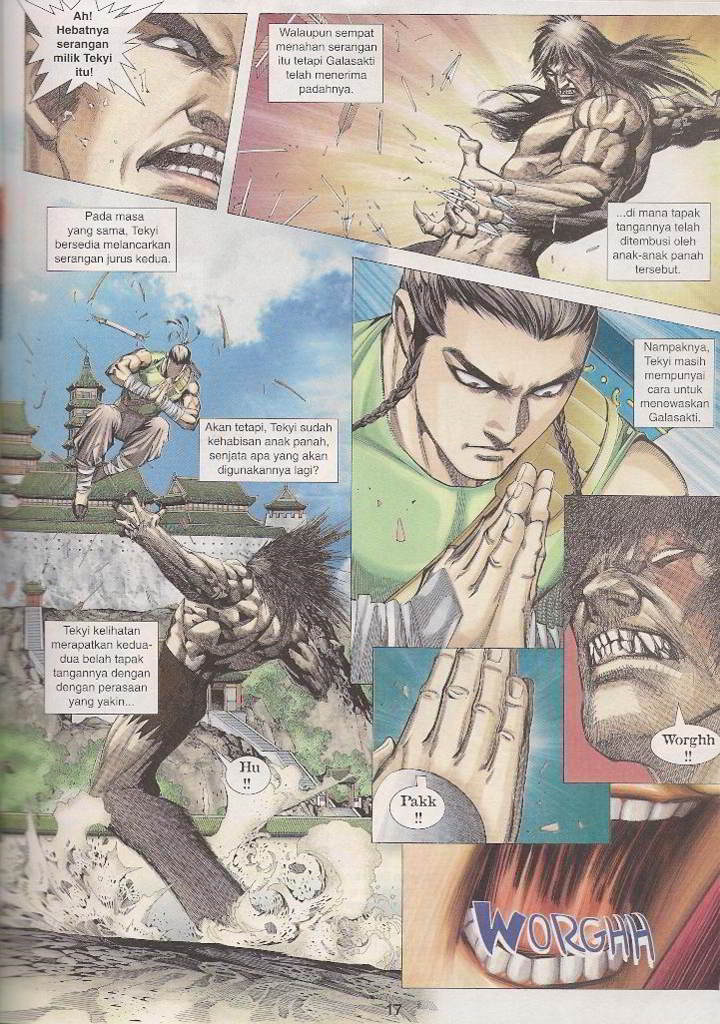 Ah!
Hebatnya
serangan
milik Tekyi
itu!
Walaupun sempat
menahan serangan
itu tetapi Galasakti
telah menerima
padahnya.
...di mana tapak
tangannya telah
ditembusi oleh
anak-anak panah
tersebut.
Pada masa
yang sama, Tekyi
bersedia melancarkan
serangan jurus kedua.
Nampaknya,
Tekyi masih
mempunyai
cara untuk
menewaskan
Galasakti.
Akan tetapi, Tekyi sudah
kehabisan anak panah,
senjata apa yang akan
digunakannya lagi?
Tekyi kelihatan
merapatkan kedua-
dua belah tapak
tangannya dengan
dengan perasaan
yang yakin...
Hu
!!
Pakk
!!
Worghh
!!
WORGHH
17